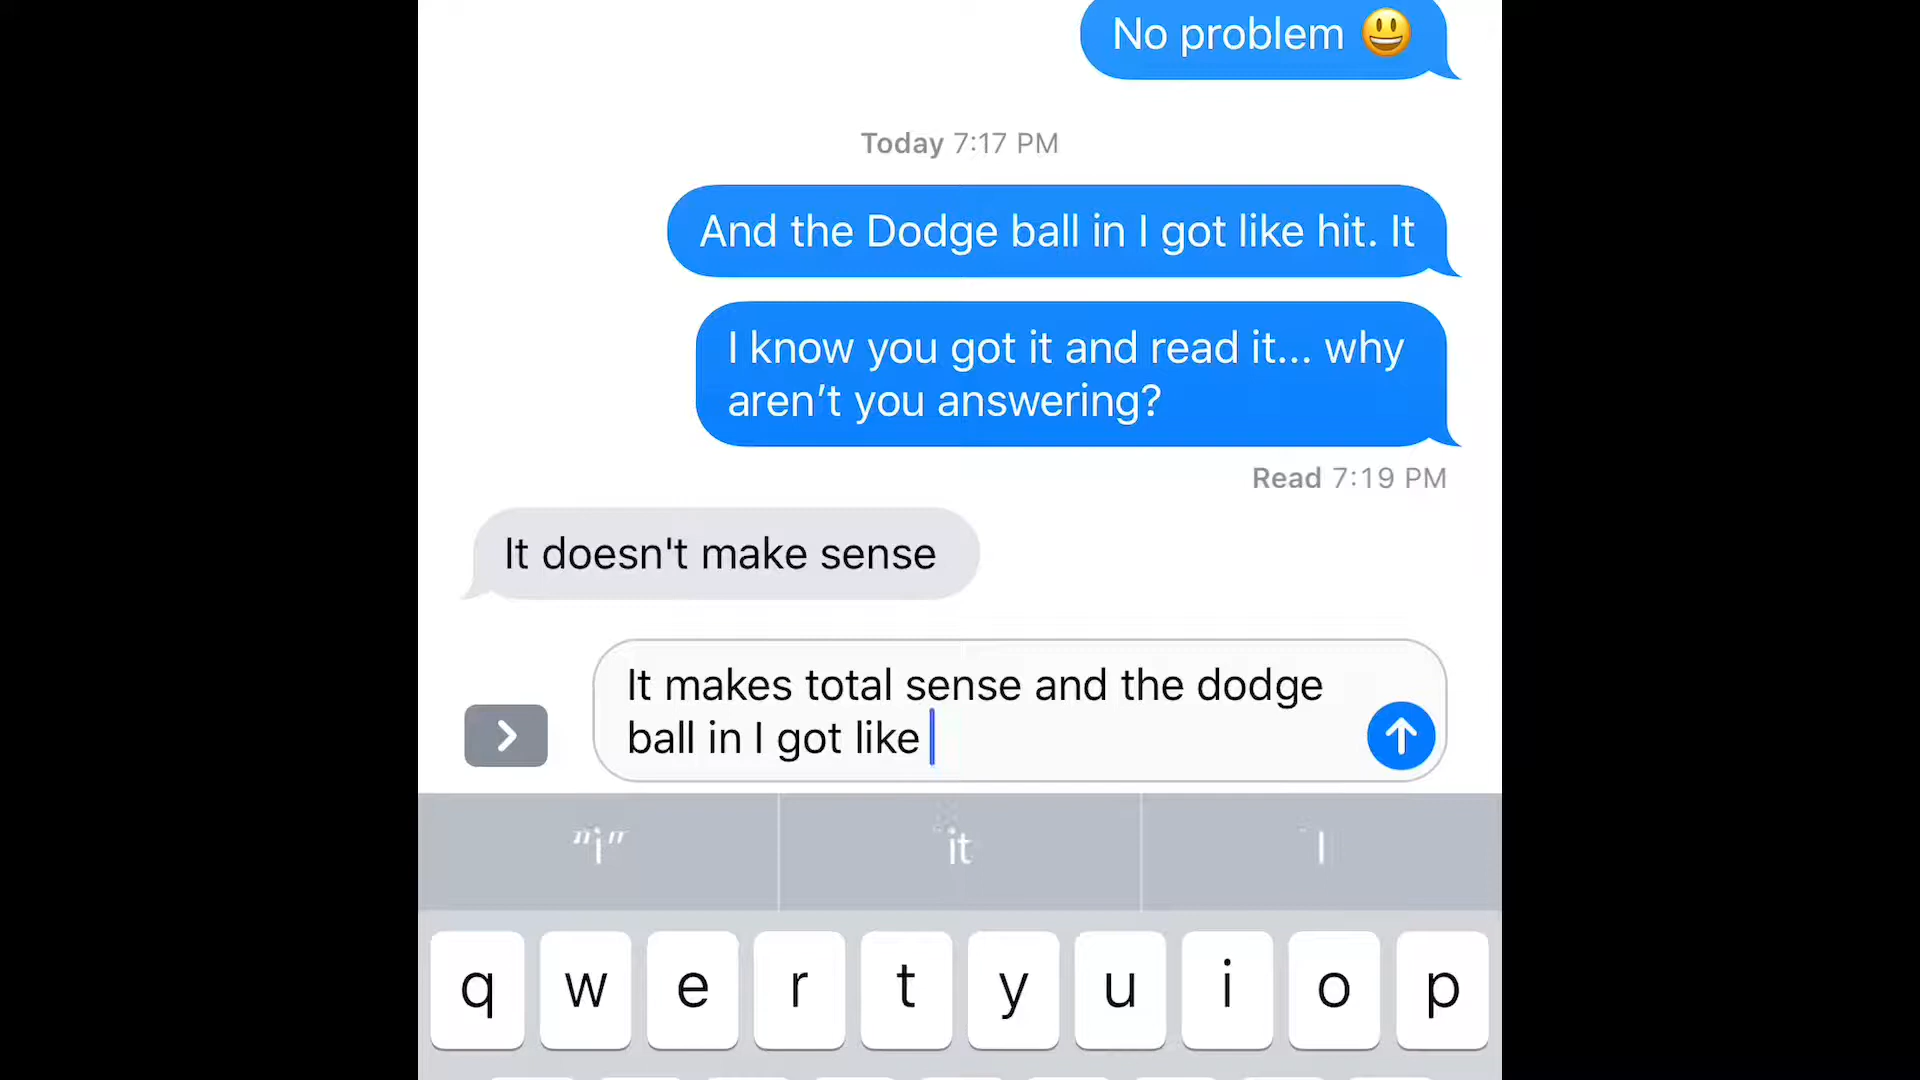 No problem 😃
Today 7:17 PM
And the Dodge ball in I got like hit. It
I know you got it and read it... why
aren’t you answering?
Read 7:19 PM
It doesn't make sense
It makes total sense and the dodge
ball in I got like
"i"
it
I
q w e r t y u i o p